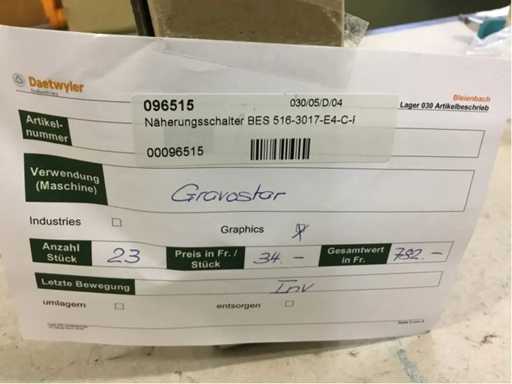 Daetwyler
Bleienbach
Lager 030 Artikelbeschrieb
096515 030/05/D/04
Näherungsschalter BES 516-3017-E4-C-
00096515
Artikel-
nummer
Verwendung
(Maschine)
Gravostar
Industries Graphics
Anzahl
Stück
23
Preis in Fr. /
Stück
34.-
Gesamtwert
in Fr.
782.-
Letzte Bewegung Inv
umlagern entsorgen